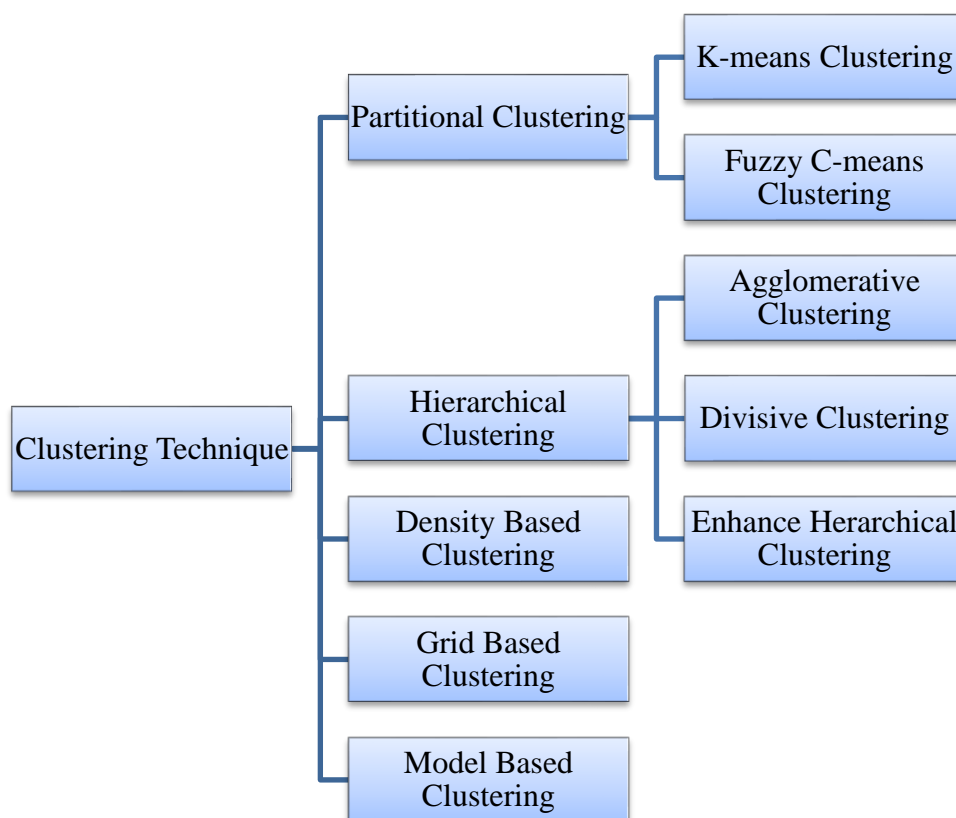 K-means Clustering
Partitional Clustering
Fuzzy C-means
Clustering
Agglomerative
Clustering
Hierarchical
Clustering
Divisive Clustering
Clustering Technique
Density Based
Clustering
Enhance Herarchical
Clustering
Grid Based
Clustering
Model Based
Clustering